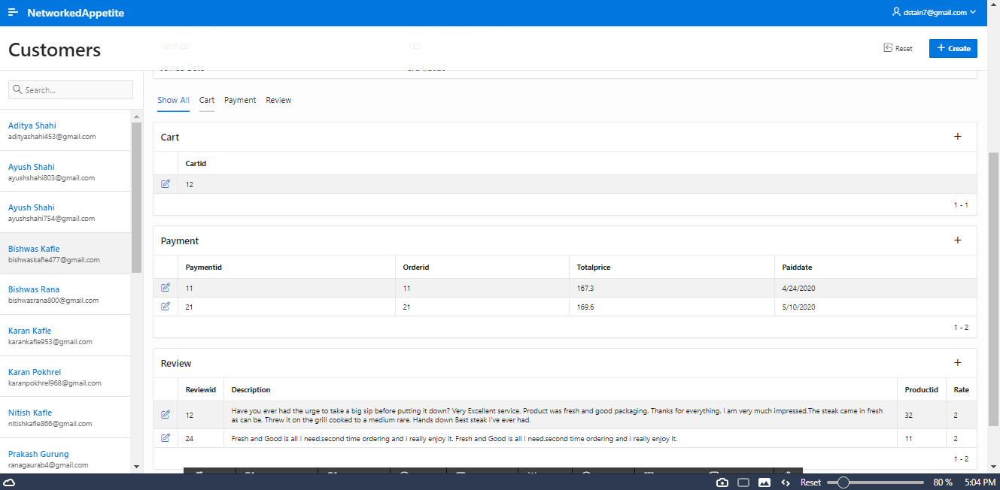 NetworkedAppetite
dstain7@gmail.com
Customers
Verified YES
Reset
Create
Search...
Show All Cart Payment Review
Aditya Shahi
adityashahi453@gmail.com
Ayush Shahi
ayushshahi803@gmail.com
Ayush Shahi
ayushshahi754@gmail.com
Bishwas Kafle
bishwaskafle477@gmail.com
Bishwas Rana
bishwasrana800@gmail.com
Karan Kafle
karankafle953@gmail.com
Karan Pokhrel
karanpokhrel968@gmail.com
Nitish Kafle
nitishkafle866@gmail.com
Prakash Gurung
ranagaurab4@gmail.com
Cart
Cartid
12
1 - 1
Payment
Paymentid Orderid Totalprice Paiddate
11 11 167.3 4/24/2020
21 21 169.6 5/10/2020
1 - 2
Review
Reviewid Description Productid Rate
12 Have you ever had the urge to take a big sip before putting it down? Very Excellent service. Product was fresh and good packaging. Thanks for everything. I am very much impressed.The steak came in fresh
as can be. Threw it on the grill cooked to a medium rare. Hands down Best steak I've ever had. 32 2
24 Fresh and Good is all I need.second time ordering and i really enjoy it. Fresh and Good is all I need.second time ordering and i really enjoy it. 11 2
1 - 2
Reset 80 % 5:04 PM